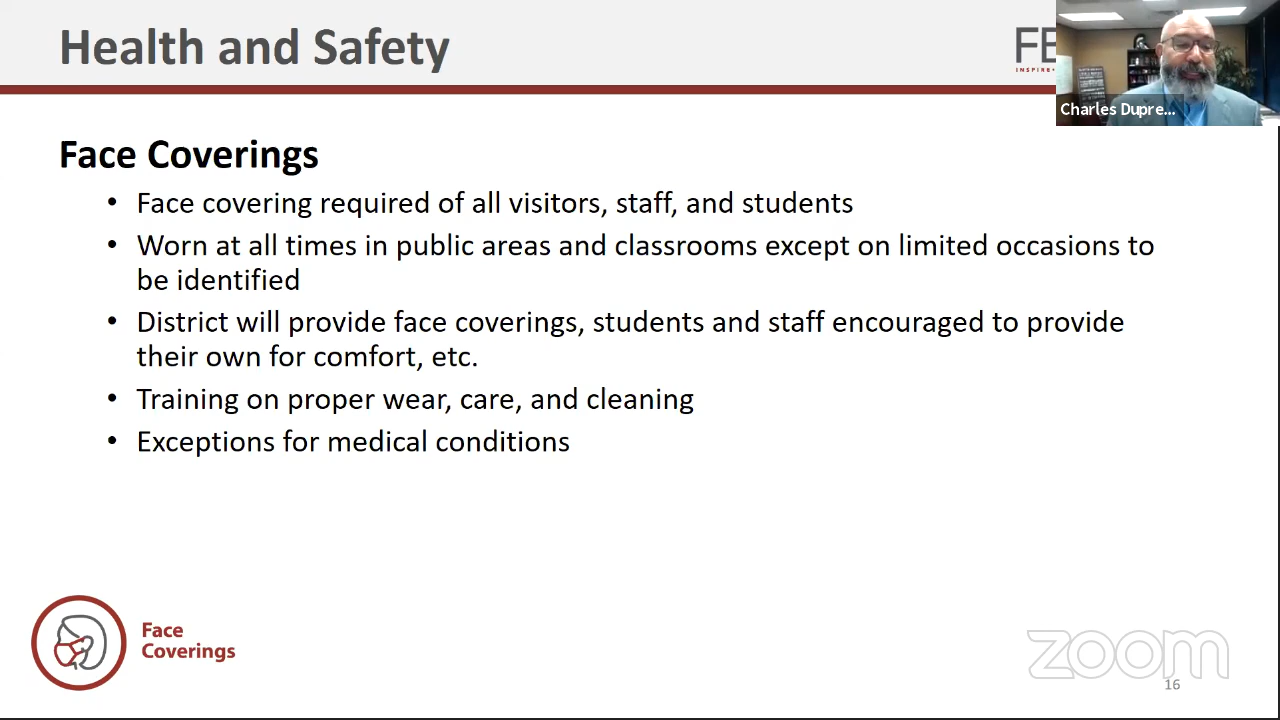 Health and Safety
FB
INSPIRE•
Charles Dupre...
Face Coverings
• Face covering required of all visitors, staff, and students
• Worn at all times in public areas and classrooms except on limited occasions to
be identified
• District will provide face coverings, students and staff encouraged to provide
their own for comfort, etc.
• Training on proper wear, care, and cleaning
• Exceptions for medical conditions
Face
Coverings
zoom
16